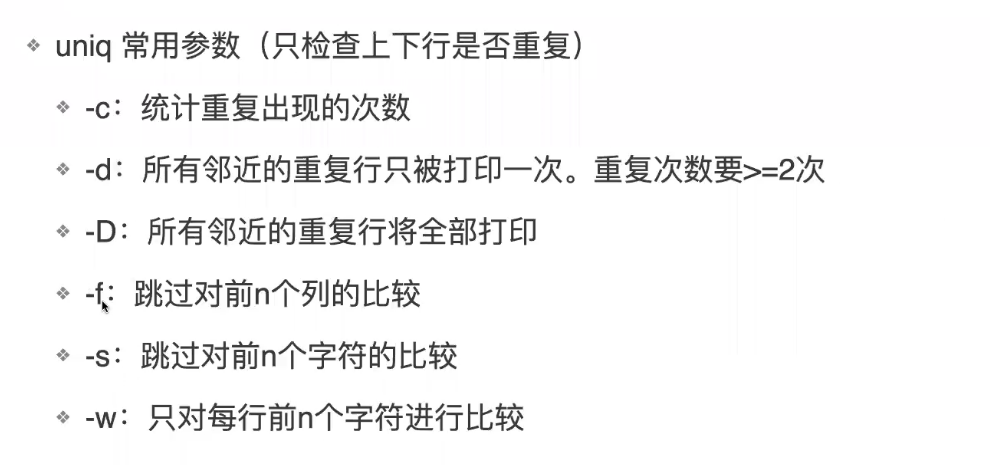 uniq 常用参数（只检查上下行是否重复）
-c：统计重复出现的次数
-d：所有邻近的重复行只被打印一次。重复次数要>=2次
-D：所有邻近的重复行将全部打印
-f：跳过对前n个列的比较
-s：跳过对前n个字符的比较
-w：只对每行前n个字符进行比较